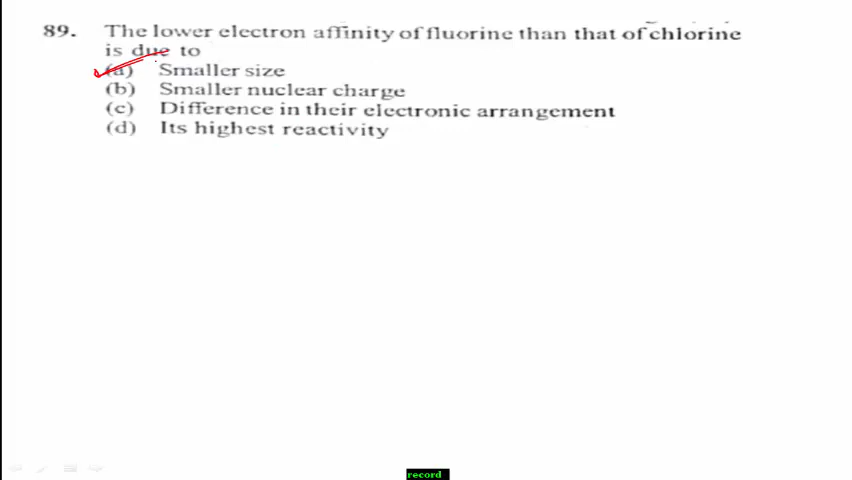 89. The lower electron affinity of fluorine than that of chlorine
is due to
(a) Smaller size
(b) Smaller nuclear charge
(c) Difference in their electronic arrangement
(d) Its highest reactivity
record